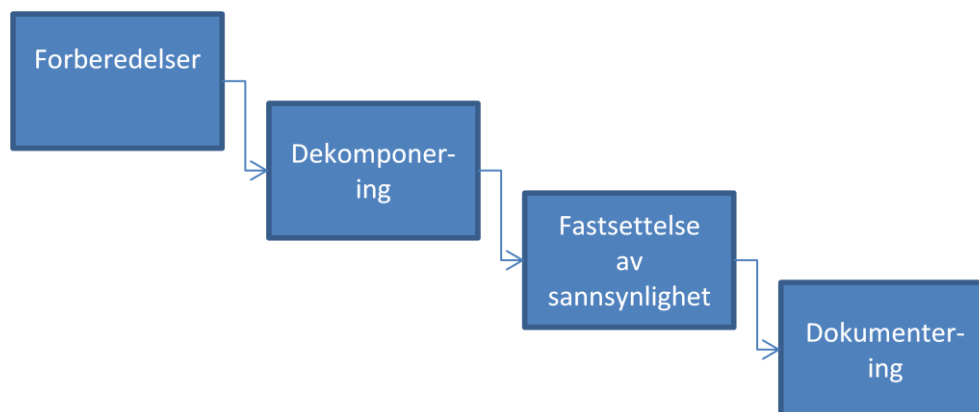 Forberedelser
Dekomponer-
ing
Fastsettelse
av
sannsynlighet
Dokumenter-
ing